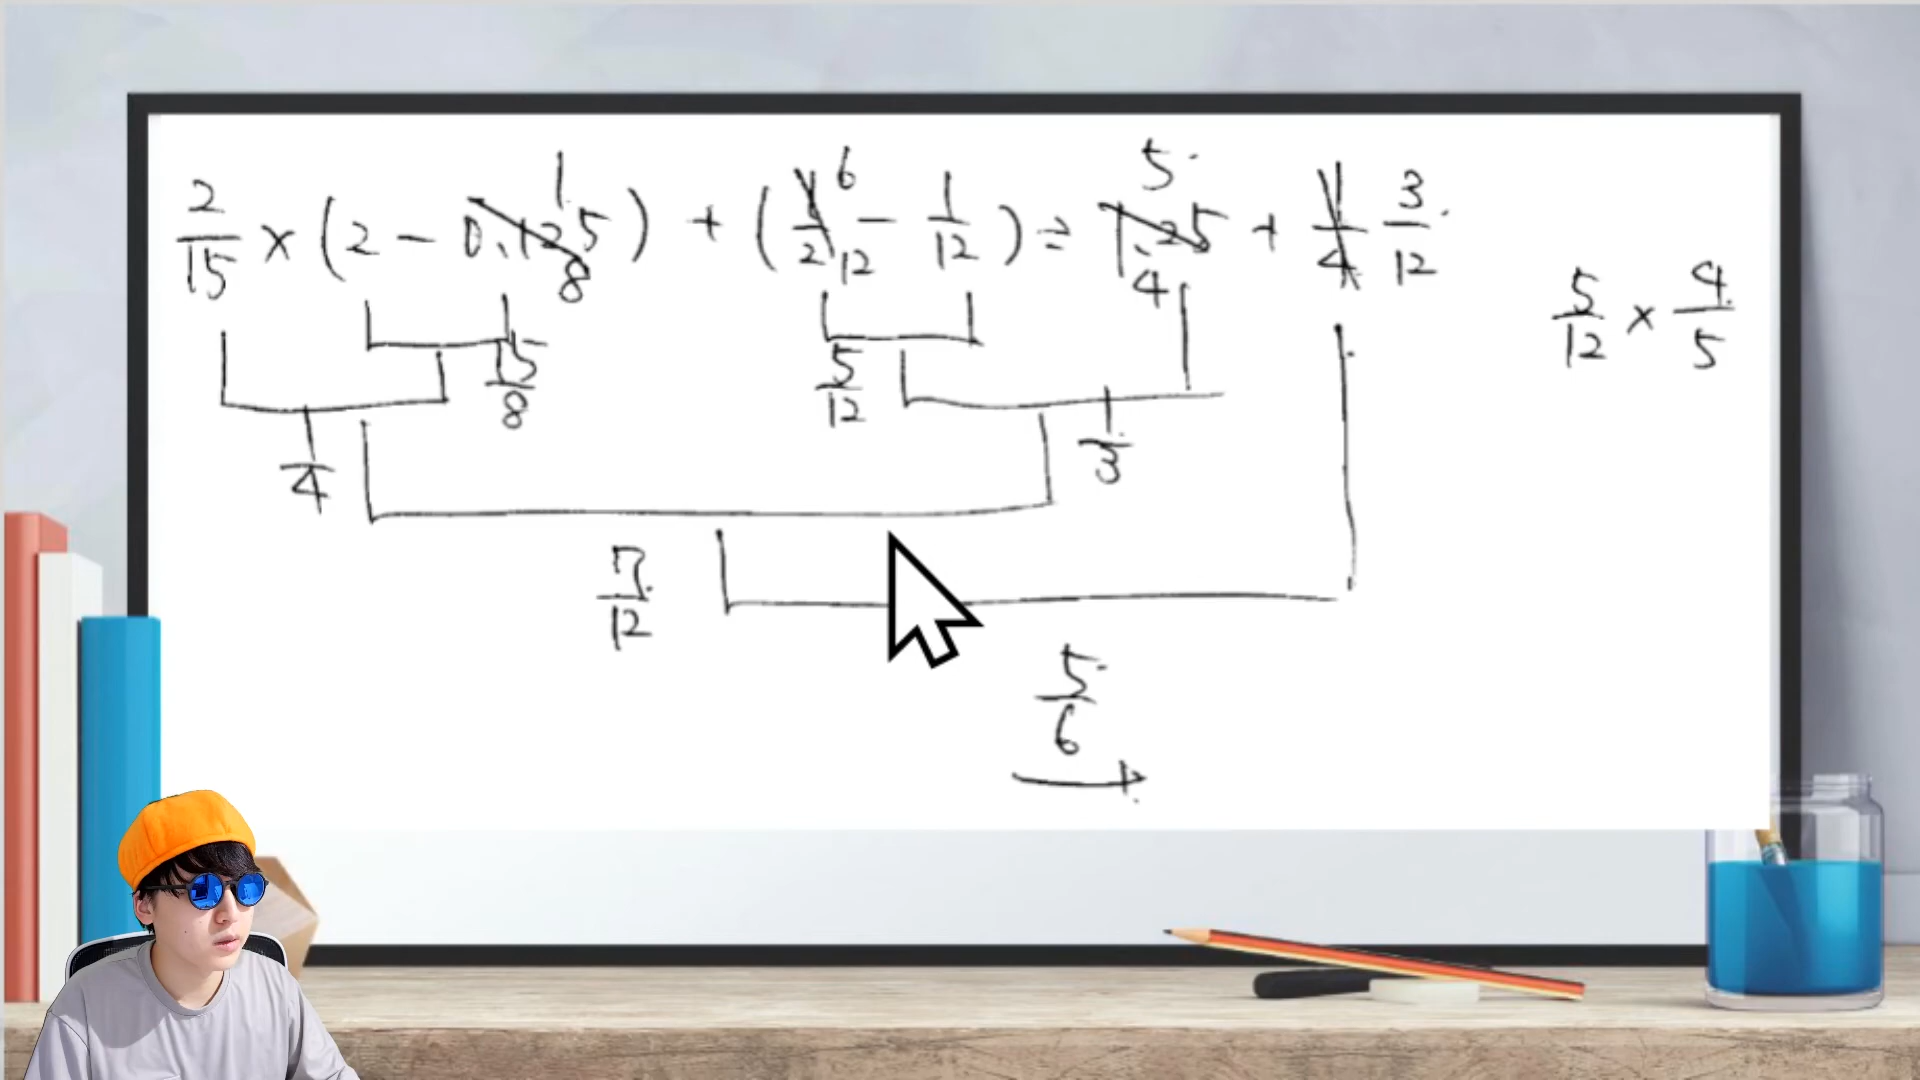 2/15 × (2 − 0.125 1/8) + (1/2 6/12 − 1/12) ÷ 1.25 5/4 + 1/4 3/12
5/12 × 4/5
15/8 5/12
1/4 1/3
7/12
5/6